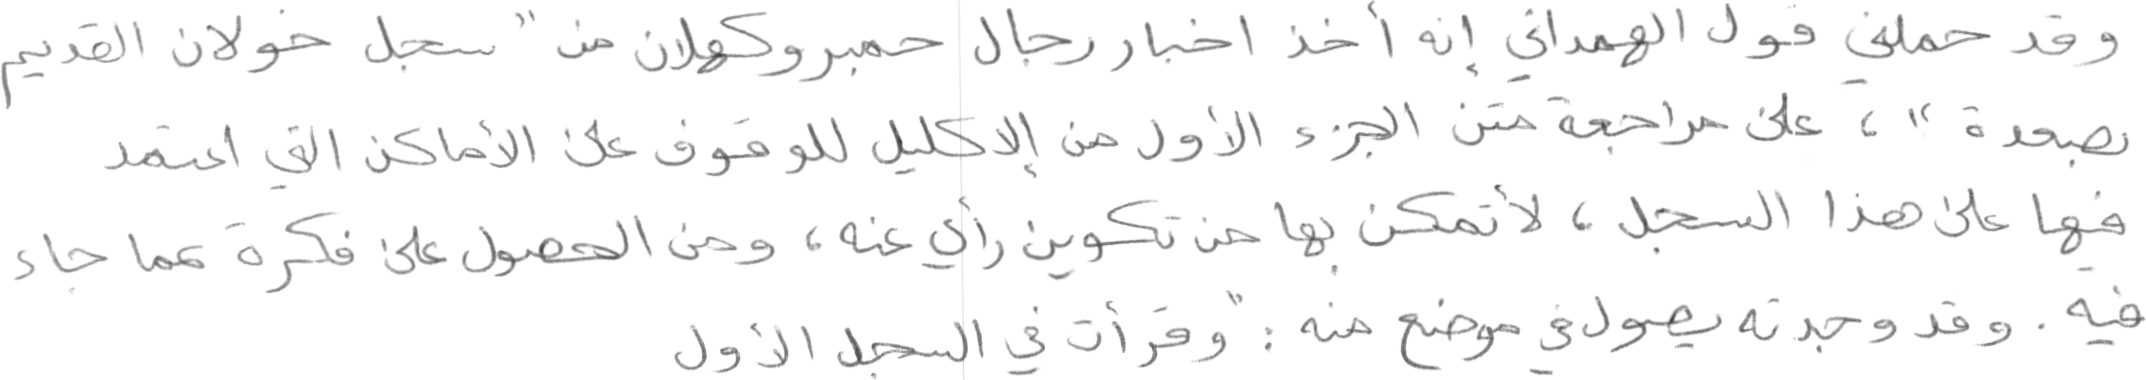 وقد حملني قول الهمداني إنه أخذ اخبار رجال حمير وكهلان من "سجل خولان القديم
بصعدة"، على مراجعة متن الجزء الأول من إلاكليل للوقوف على الأماكن التي اعتمد
فيها على هذا السجل، لأتمكن بها من تكوين رأي عنه، ومن الحصول على فكرة عما جاء
فيه. وقد وجدته يقول في موضع منه: "وقرأت في السجل الأول